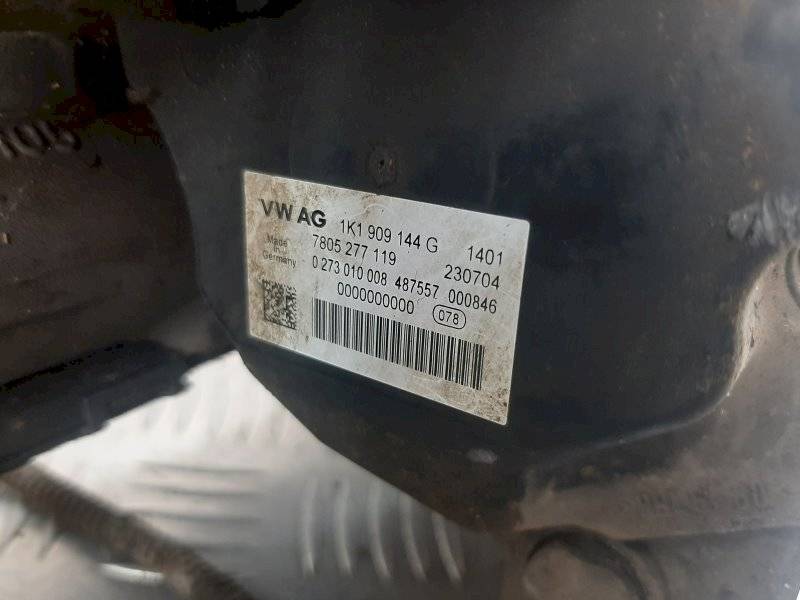 VW AG 1K1 909 144 G 1401
Made in Germany 7805 277 119 230704
0 273 010 008 487557 000846
0000000000 078